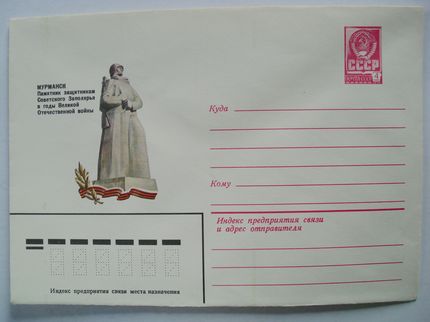 МУРМАНСК
Памятник защитникам
Советского Заполярья
в годы Великой
Отечественной войны
СССР
4
Куда
Кому
Индекс предприятия связи
и адрес отправителя
Индекс предприятия связи места назначения